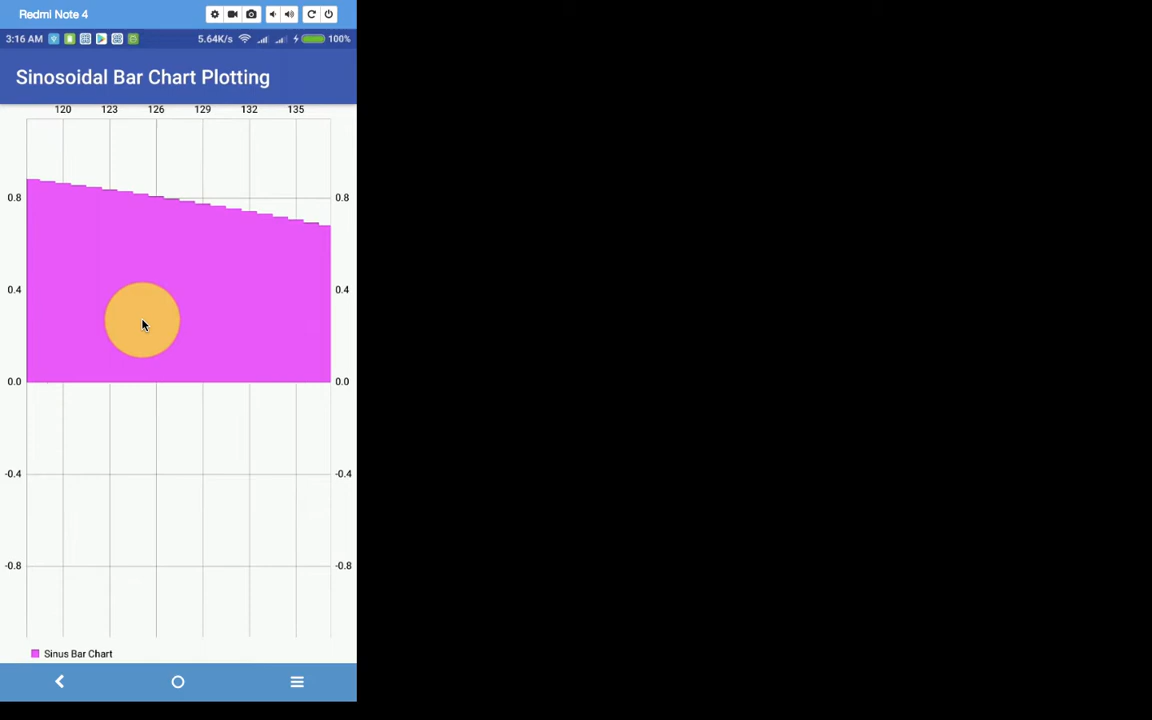 Redmi Note 4
3:16 AM 5.64K/s 100%
Sinosoidal Bar Chart Plotting
120 123 126 129 132 135
0.8 0.8
0.4 0.4
0.0 0.0
-0.4 -0.4
-0.8 -0.8
Sinus Bar Chart